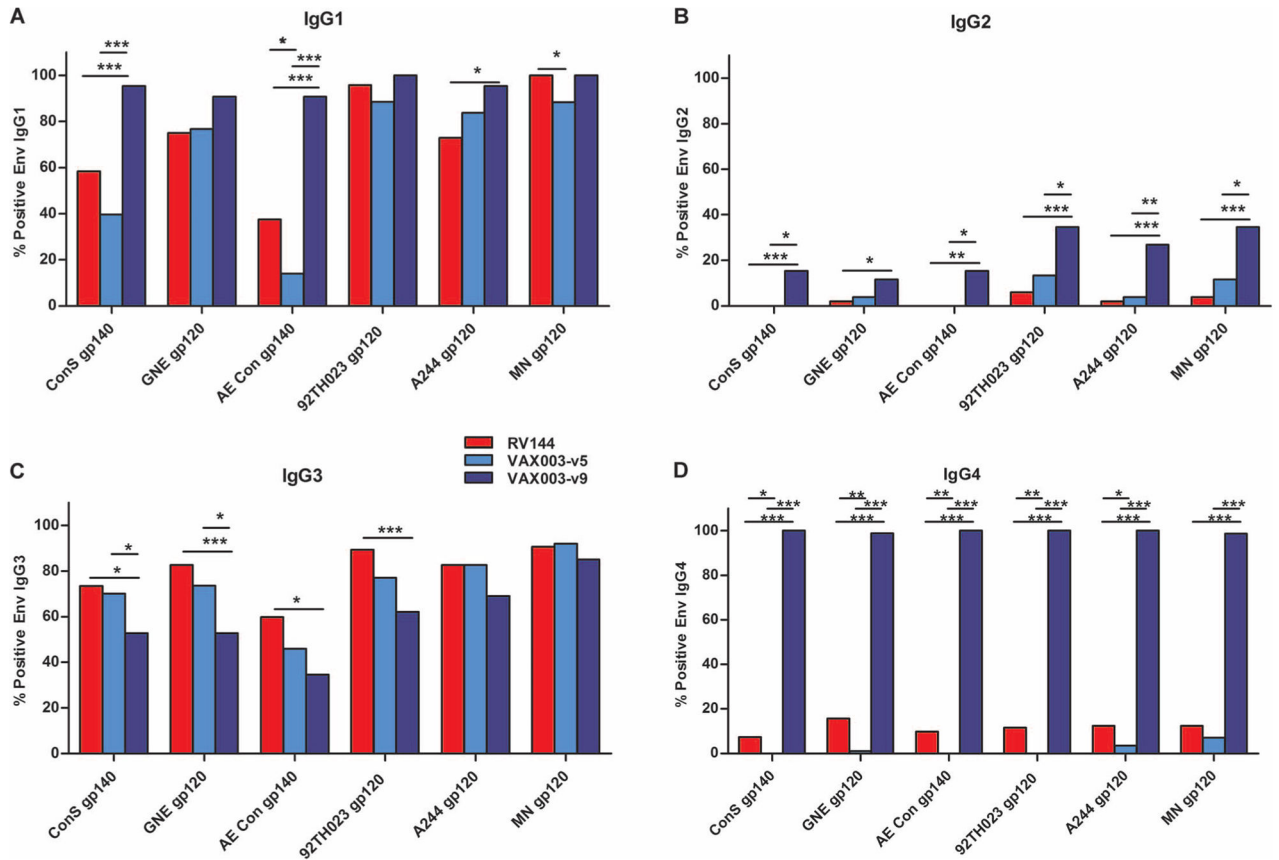 A
IgG1
% Positive Env IgG1
100
80
60
40
20
0
***
***
*
***
***
*
*
ConS gp140
GNE gp120
AE Con gp140
92TH023 gp120
A244 gp120
MN gp120
B
IgG2
% Positive Env IgG2
100
80
60
40
20
0
*
***
*
*
**
*
***
**
***
*
***
ConS gp140
GNE gp120
AE Con gp140
92TH023 gp120
A244 gp120
MN gp120
RV144
VAX003-v5
VAX003-v9
C
IgG3
% Positive Env IgG3
100
80
60
40
20
0
*
*
*
***
*
***
ConS gp140
GNE gp120
AE Con gp140
92TH023 gp120
A244 gp120
MN gp120
D
IgG4
% Positive Env IgG4
100
80
60
40
20
0
*
***
***
**
***
***
**
***
***
**
***
***
*
***
***
***
***
ConS gp140
GNE gp120
AE Con gp140
92TH023 gp120
A244 gp120
MN gp120